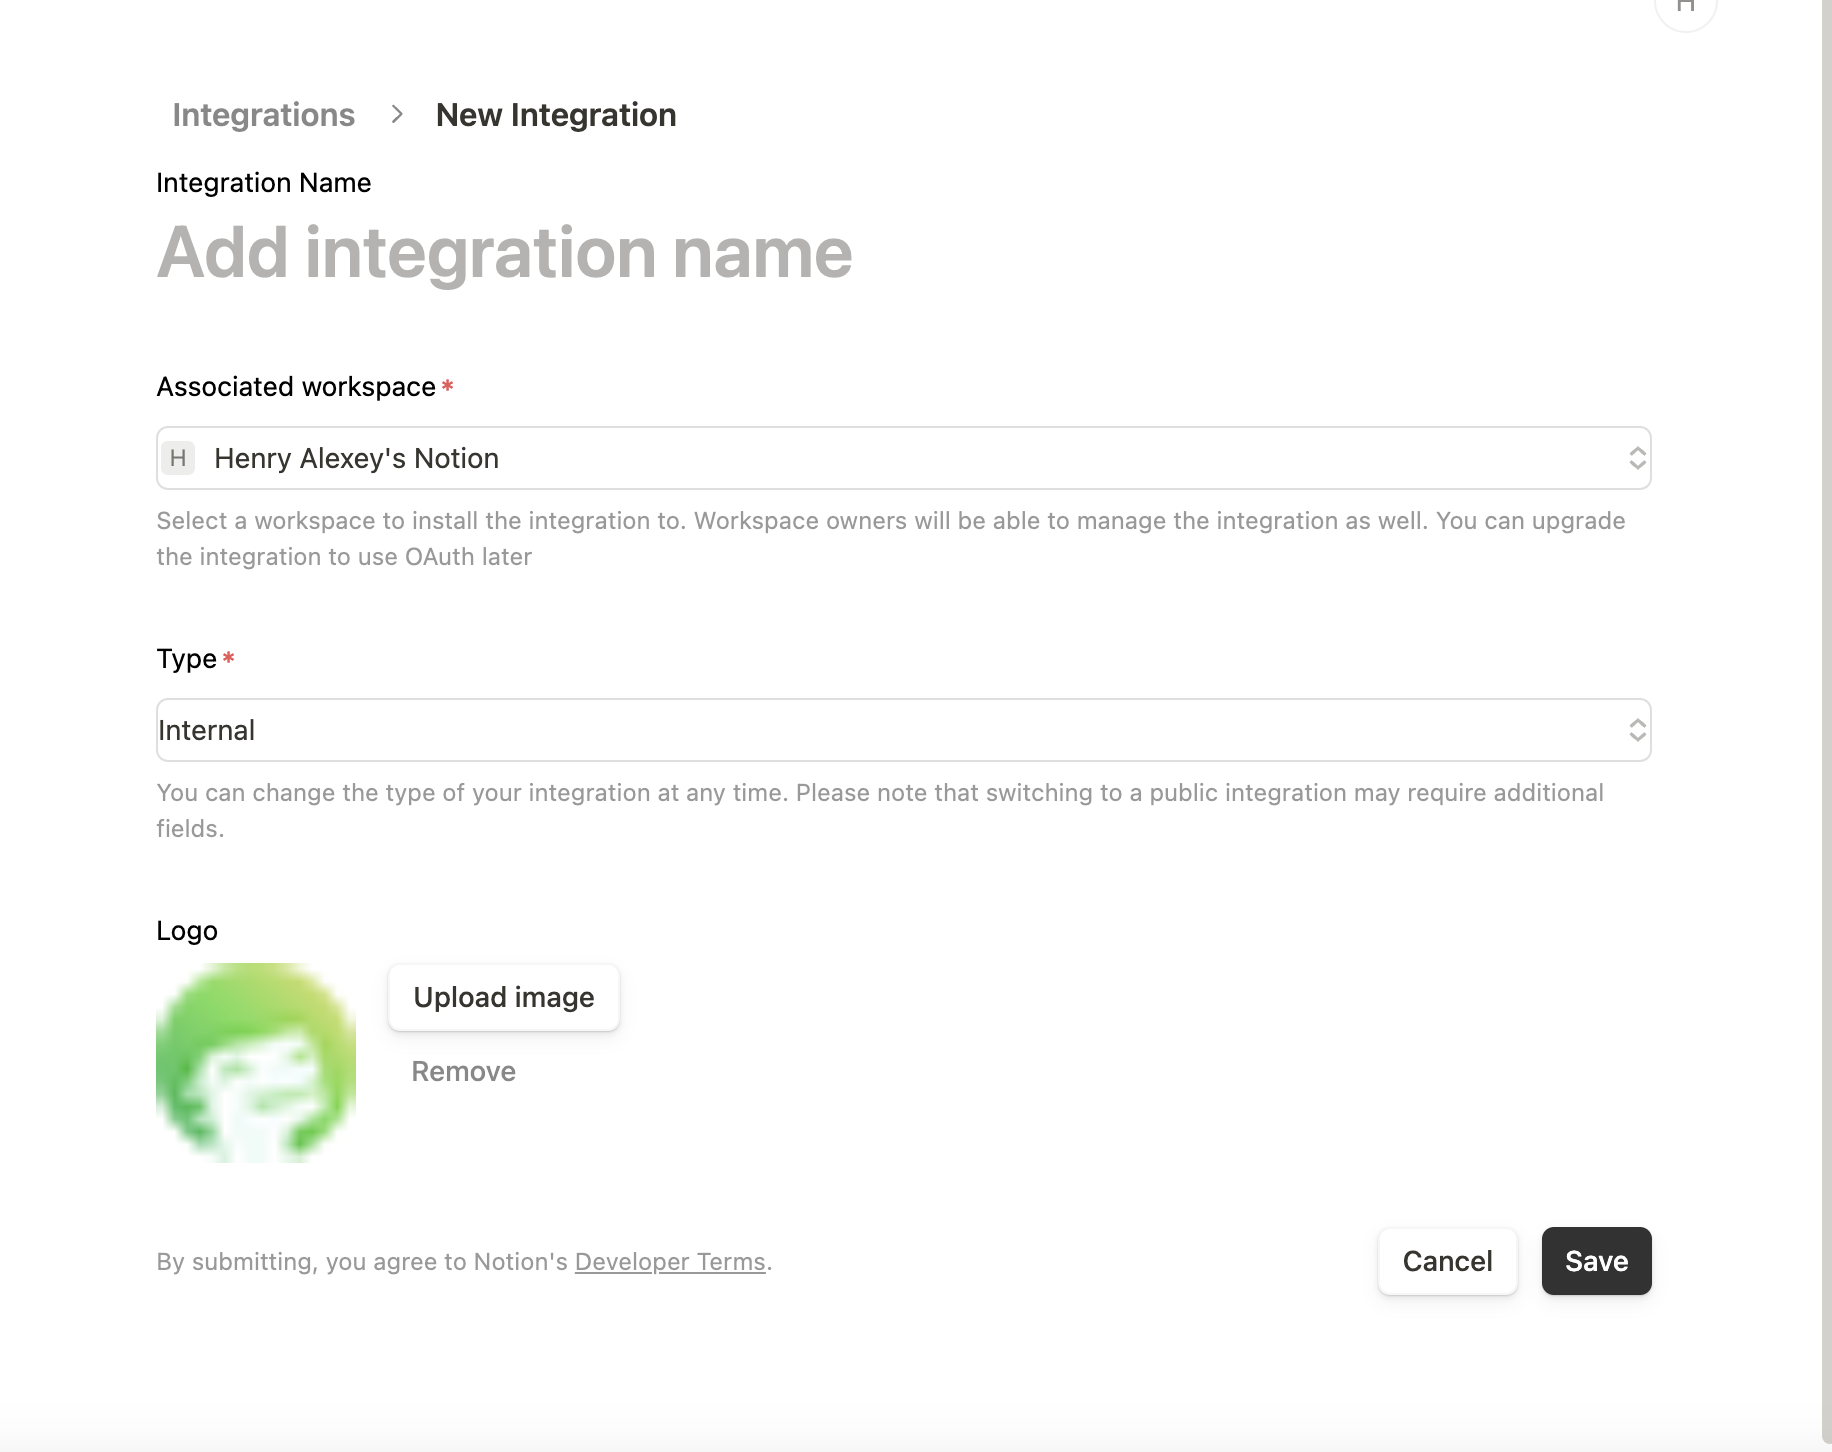 H
Integrations > New Integration
Integration Name
Add integration name
Associated workspace *
H Henry Alexey's Notion
Select a workspace to install the integration to. Workspace owners will be able to manage the integration as well. You can upgrade
the integration to use OAuth later
Type *
Internal
You can change the type of your integration at any time. Please note that switching to a public integration may require additional
fields.
Logo
Upload image
Remove
By submitting, you agree to Notion's Developer Terms.
Cancel
Save